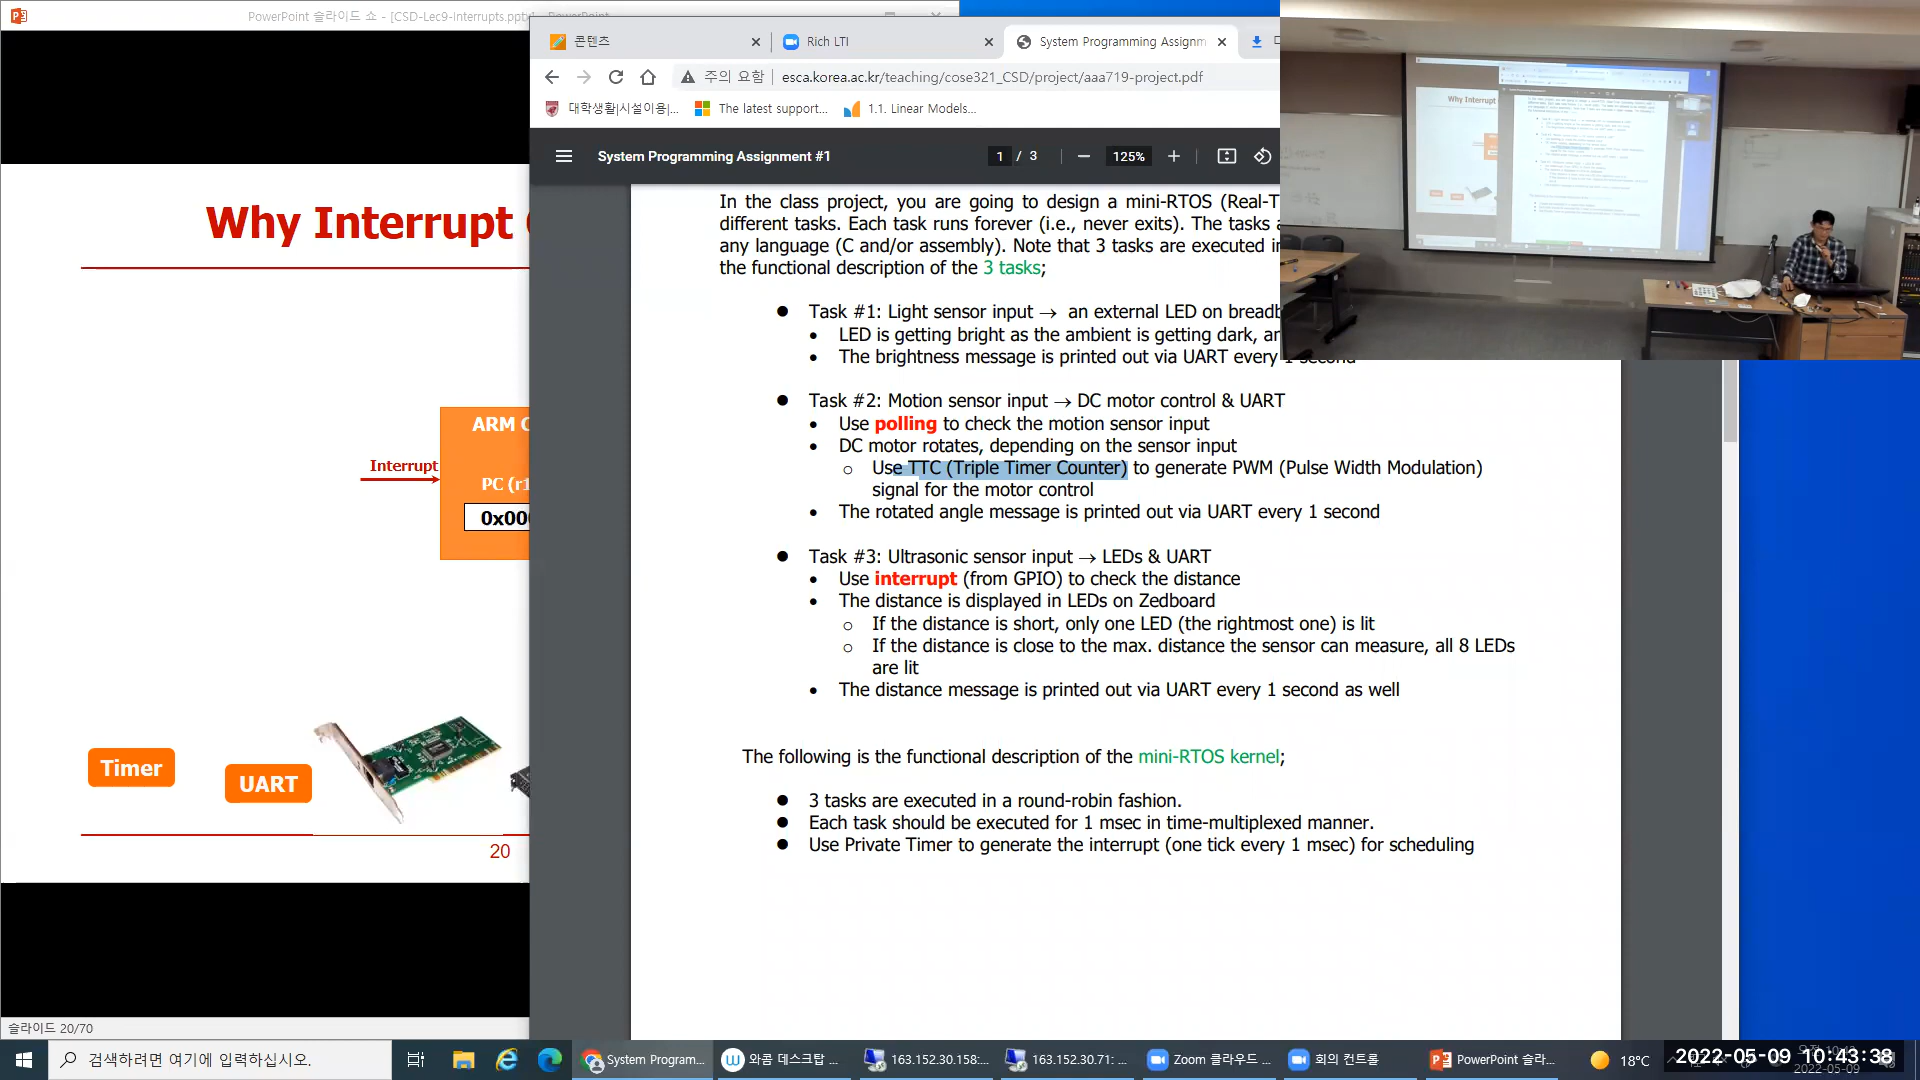 PowerPoint 슬라이드 쇼 - [CSD-Lec9-Interrupts.pptx] - PowerPoint
Why Interrupt
Interrupt
ARM
PC (r1
0x000
Timer
UART
20
슬라이드 20/70
콘텐츠
Rich LTI
System Programming Assignm
주의 요함
esca.korea.ac.kr/teaching/cose321_CSD/project/aaa719-project.pdf
대학생활|시설이용|...
The latest support...
1.1. Linear Models...
System Programming Assignment #1
1 / 3
125%
In the class project, you are going to design a mini-RTOS (Real-T
different tasks. Each task runs forever (i.e., never exits). The tasks a
any language (C and/or assembly). Note that 3 tasks are executed in
the functional description of the 3 tasks;
● Task #1: Light sensor input → an external LED on breadb
• LED is getting bright as the ambient is getting dark, an
• The brightness message is printed out via UART every 1 second
● Task #2: Motion sensor input → DC motor control & UART
• Use polling to check the motion sensor input
• DC motor rotates, depending on the sensor input
○ Use TTC (Triple Timer Counter) to generate PWM (Pulse Width Modulation)
signal for the motor control
• The rotated angle message is printed out via UART every 1 second
● Task #3: Ultrasonic sensor input → LEDs & UART
• Use interrupt (from GPIO) to check the distance
• The distance is displayed in LEDs on Zedboard
○ If the distance is short, only one LED (the rightmost one) is lit
○ If the distance is close to the max. distance the sensor can measure, all 8 LEDs
are lit
• The distance message is printed out via UART every 1 second as well
The following is the functional description of the mini-RTOS kernel;
● 3 tasks are executed in a round-robin fashion.
● Each task should be executed for 1 msec in time-multiplexed manner.
● Use Private Timer to generate the interrupt (one tick every 1 msec) for scheduling
Why Interrupt
검색하려면 여기에 입력하십시오.
System Program...
와콤 데스크탑 ...
163.152.30.158:...
163.152.30.71: ...
Zoom 클라우드 ...
회의 컨트롤
PowerPoint 슬라...
18°C
2022-05-09 10:43:38
2022-05-09